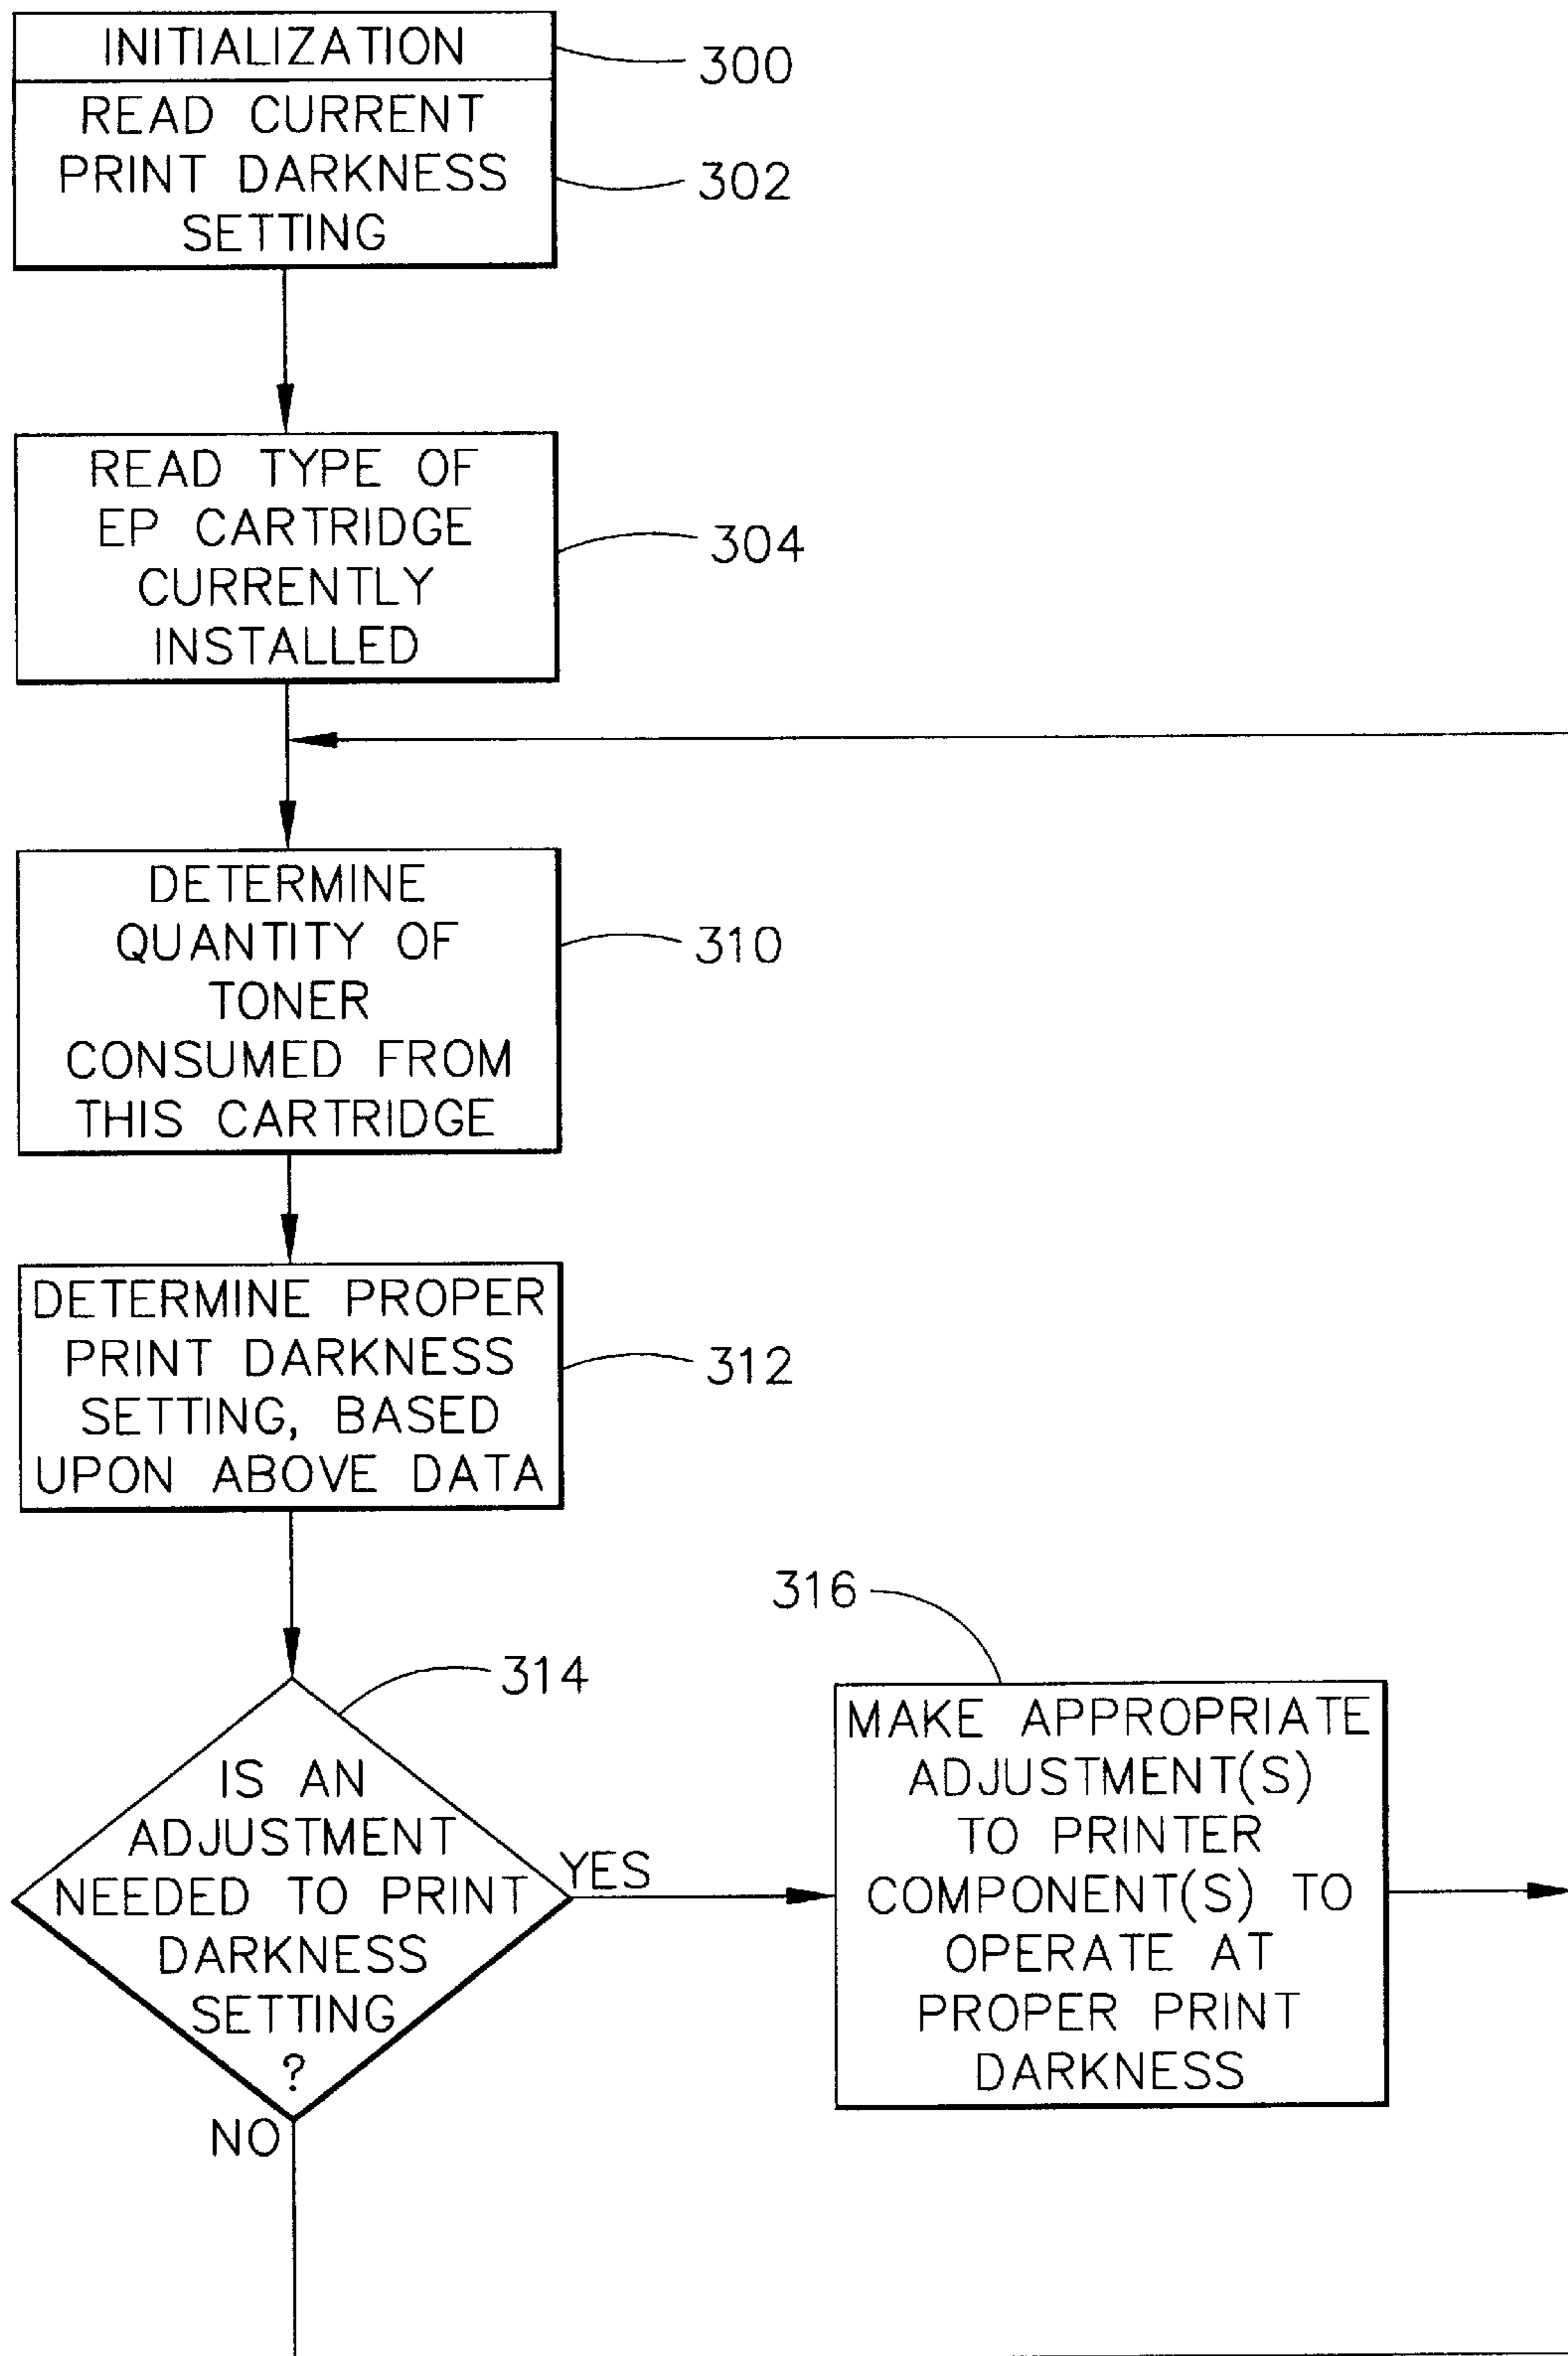 INITIALIZATION
300
READ CURRENT
PRINT DARKNESS
SETTING
302
READ TYPE OF
EP CARTRIDGE
CURRENTLY
INSTALLED
304
DETERMINE
QUANTITY OF
TONER
CONSUMED FROM
THIS CARTRIDGE
310
DETERMINE PROPER
PRINT DARKNESS
SETTING, BASED
UPON ABOVE DATA
312
314
IS AN
ADJUSTMENT
NEEDED TO PRINT
DARKNESS
SETTING
?
YES
NO
316
MAKE APPROPRIATE
ADJUSTMENT(S)
TO PRINTER
COMPONENT(S) TO
OPERATE AT
PROPER PRINT
DARKNESS